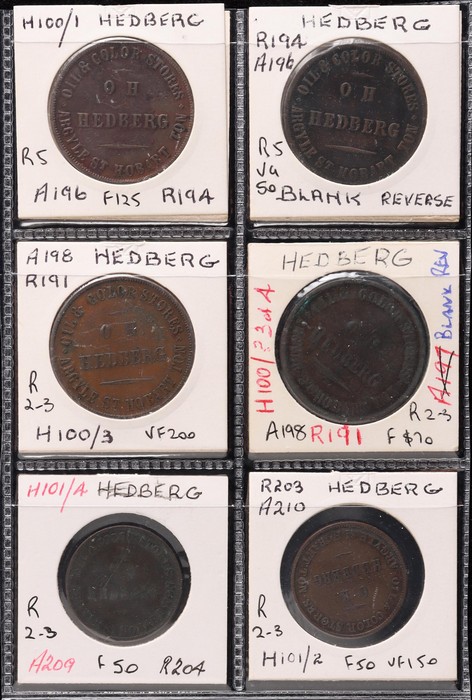 H100/1 HEDBERG
OIL & COLOR STORES
O H
HEDBERG
ARGYLE ST HOBART TON
R5
A196 F125 R194
HEDBERG
R194
A196
OIL & COLOR STORES
O H
HEDBERG
ARGYLE ST HOBART TON
R5
VG
50 BLANK REVERSE
A198 HEDBERG
R191
OIL & COLOR STORES
O H
HEDBERG
ARGYLE ST HOBART TON
R
2-3
H100/3 VF200
HEDBERG
BLANK REV
A197
R 2-3
A198 R191 F $70
H101/A HEDBERG
R
2-3
A209 F50 R204
R203 HEDBERG
A210
R
2-3
H101/2 F50 VF150